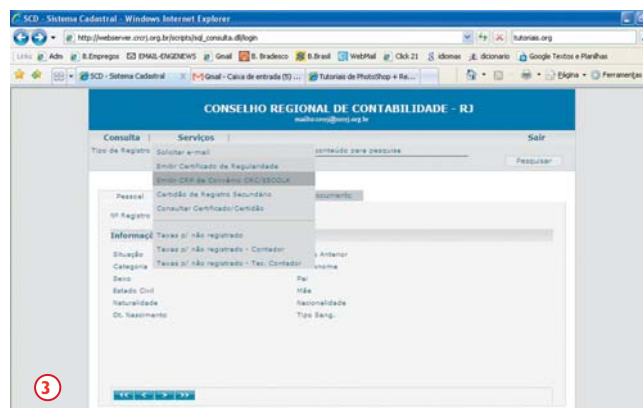 SCD - Sistema Cadastral - Windows Internet Explorer
http://webserver.crcrj.org.br/scripts/sql_consulta.dll/login
tutoriais.org
Links Adm B.Empregos EMAIL-ENGENEWS Gmail B. Bradesco B.Brasil WebMail Click 21 idiomas dicionario Google Textos e Planilhas
SCD - Sistema Cadastral Gmail - Caixa de entrada (5) ... Tutoriais de PhotoShop + Re... Página Ferramentas
CONSELHO REGIONAL DE CONTABILIDADE - RJ
Consulta | Serviços | Sair
Tipo de Registro Solicitar e-mail conteúdo para pesquisa
Pesquisar
Emitir Certificado de Regularidade
Emitir CRP de Convênio CRC/ESCOLA
Pessoal Certidão de Registro Secundário
Nº Registro Consultar Certificado/Certidão
Informaç Taxas p/ não registrado
Situação Taxas p/ não registrado - Contador Anterior
Categoria Taxas p/ não registrado - Tec. Contador
Sexo Pai
Estado Civil Mãe
Naturalidade Nacionalidade
Dt. Nascimento Tipo Sang.
<< < > >>
3